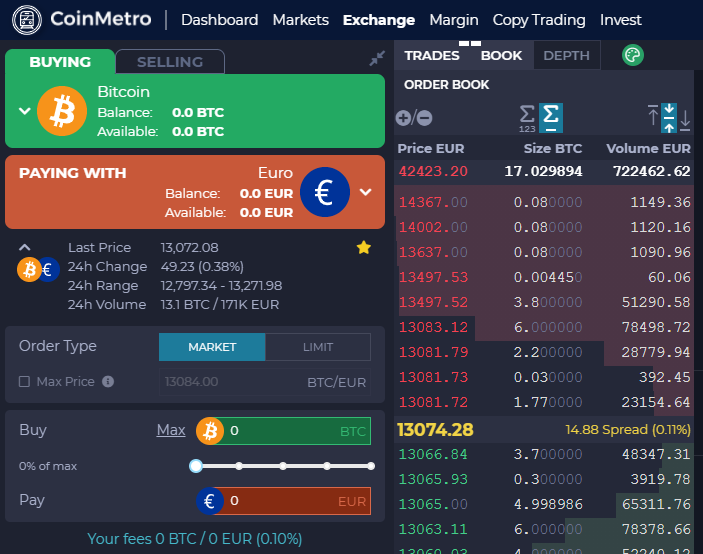 CoinMetro Dashboard Markets Exchange Margin Copy Trading Invest
BUYING SELLING
Bitcoin
Balance: 0.0 BTC
Available: 0.0 BTC
PAYING WITH Euro
Balance: 0.0 EUR
Available: 0.0 EUR
Last Price 13,072.08
24h Change 49.23 (0.38%)
24h Range 12,797.34 - 13,271.98
24h Volume 13.1 BTC / 171K EUR
Order Type MARKET LIMIT
Max Price 13084.00 BTC/EUR
Buy Max 0 BTC
0% of max
Pay € 0 EUR
Your fees 0 BTC / 0 EUR (0.10%)
TRADES BOOK DEPTH
ORDER BOOK
Σ 123 Σ
Price EUR Size BTC Volume EUR
42423.20 17.029894 722462.62
14367.00 0.080000 1149.36
14002.00 0.080000 1120.16
13637.00 0.080000 1090.96
13497.53 0.004450 60.06
13497.52 3.800000 51290.58
13083.12 6.000000 78498.72
13081.79 2.200000 28779.94
13081.73 0.030000 392.45
13081.72 1.770000 23154.64
13074.28 14.88 Spread (0.11%)
13066.84 3.700000 48347.31
13065.93 0.300000 3919.78
13065.00 4.998986 65311.76
13063.11 6.000000 78378.66